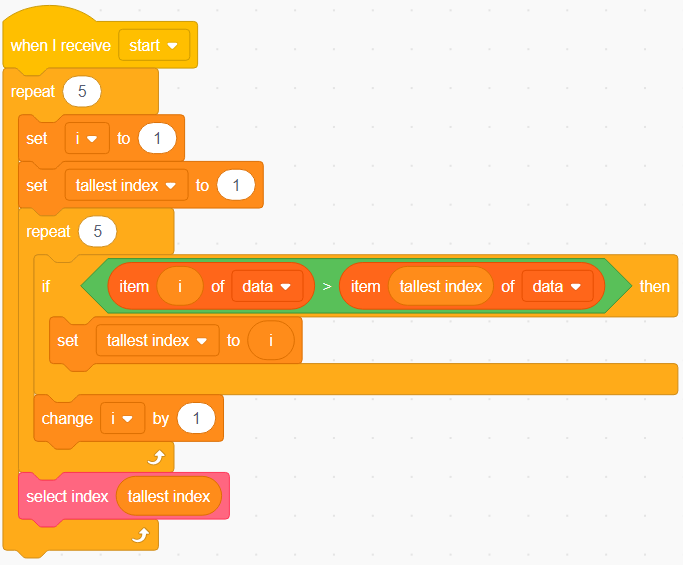 when I receive start
repeat 5
set i to 1
set tallest index to 1
repeat 5
if item i of data > item tallest index of data then
set tallest index to i
change i by 1
select index tallest index